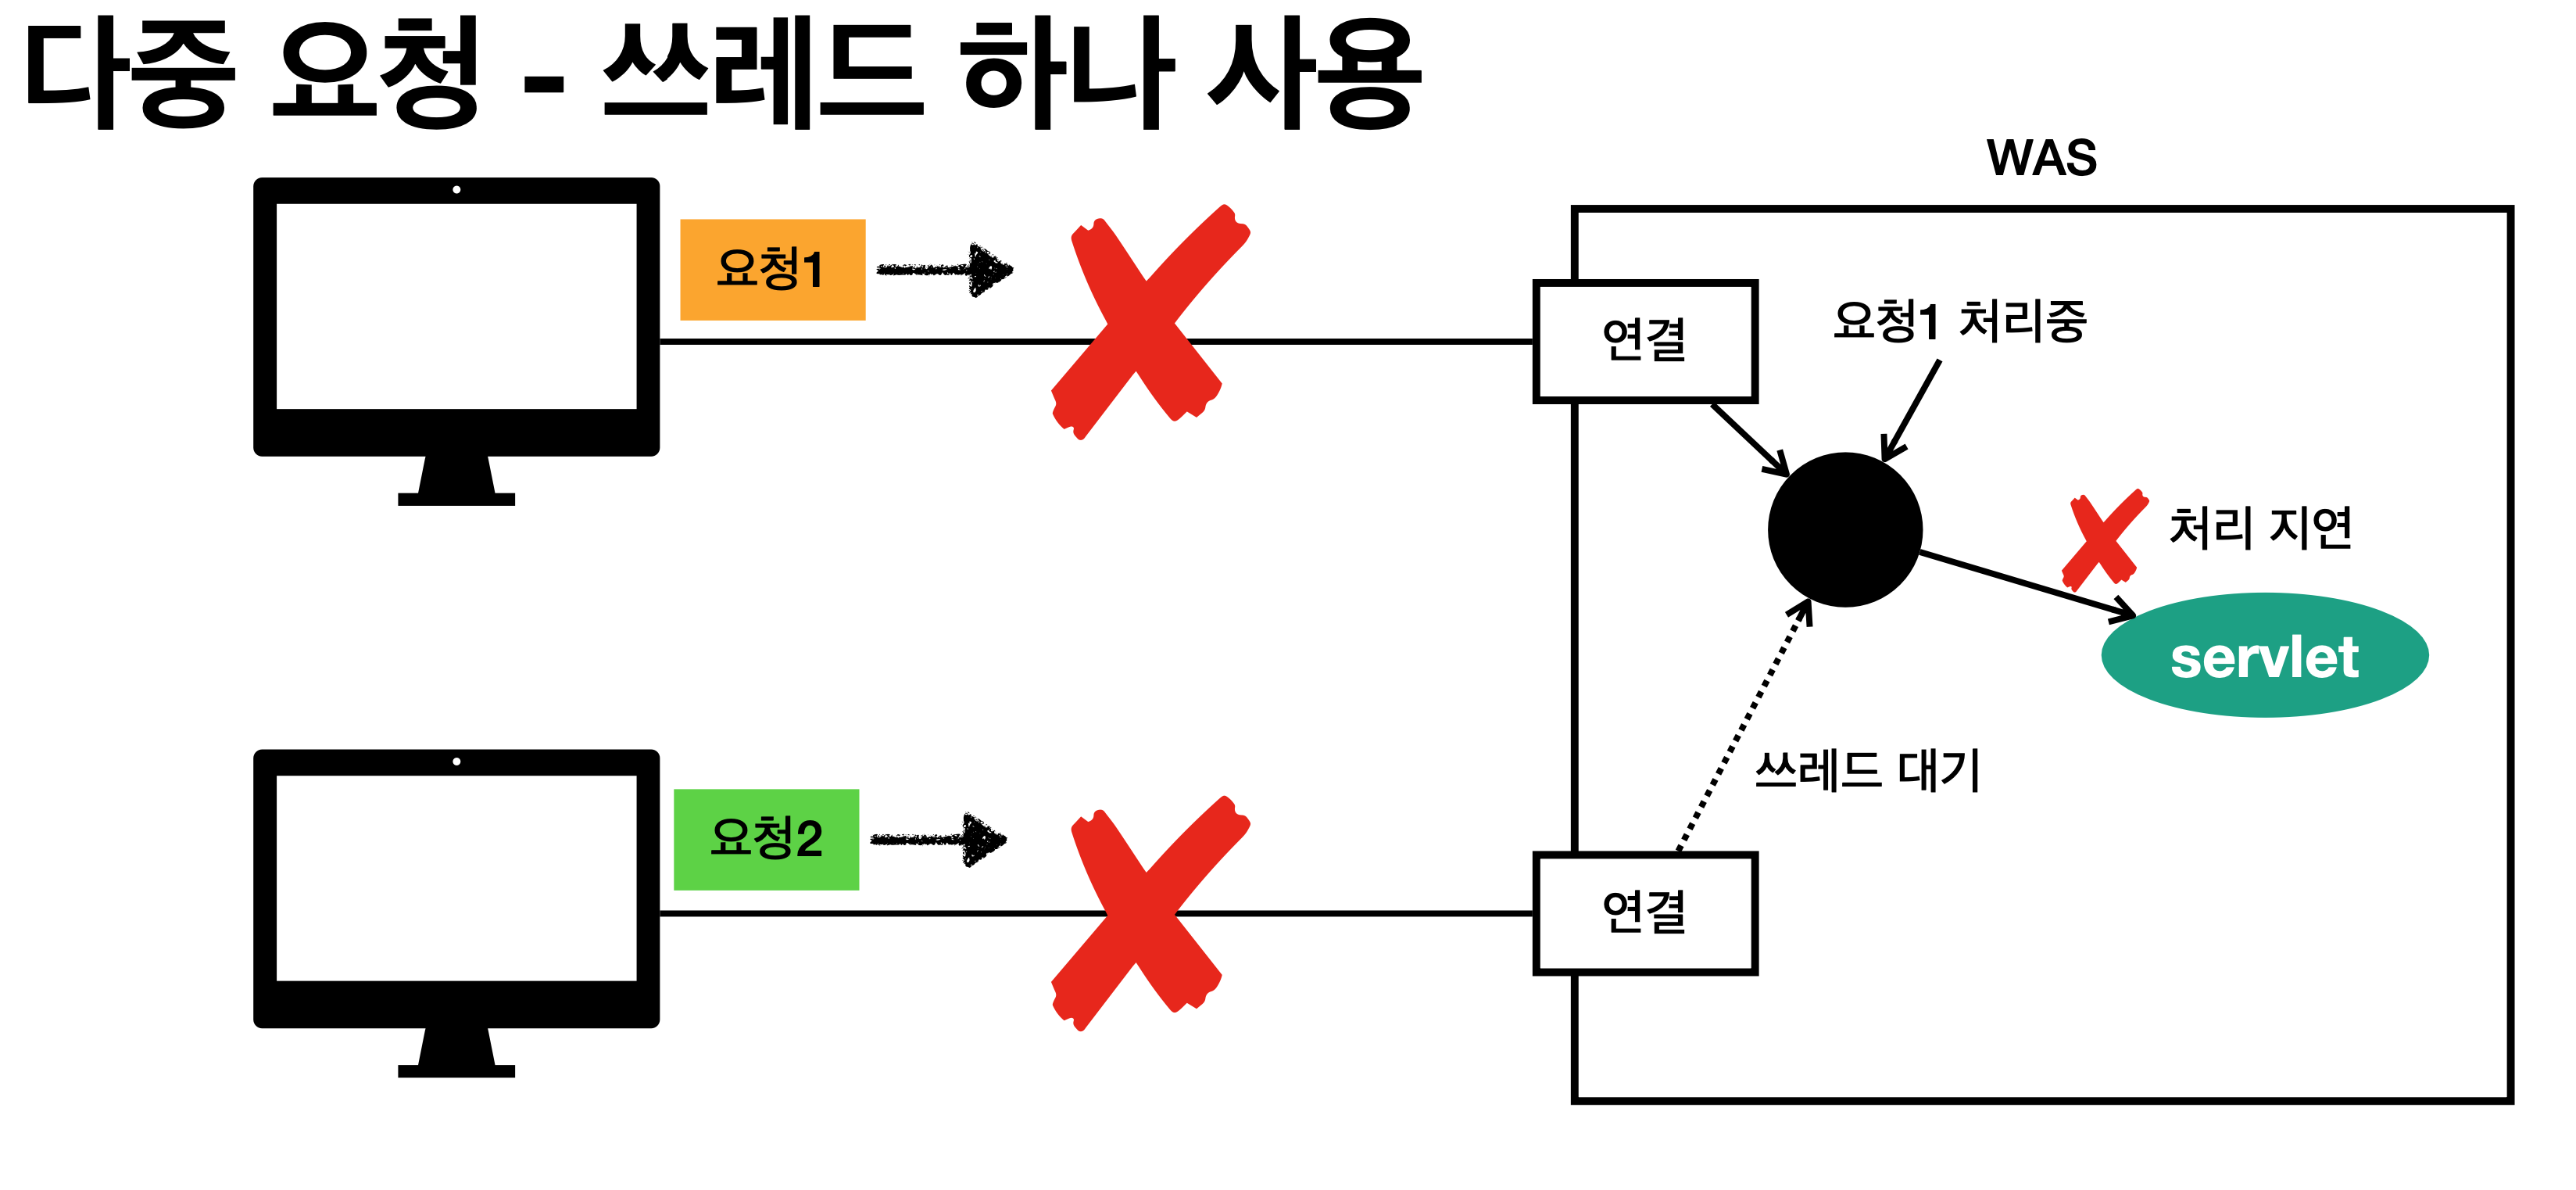 다중 요청 - 쓰레드 하나 사용
WAS
요청1
연결
요청1 처리중
처리 지연
servlet
쓰레드 대기
요청2
연결